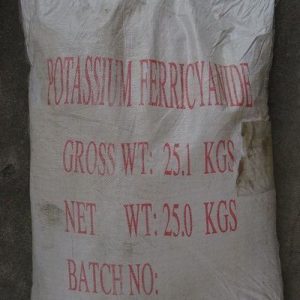 POTASSIUM FERRICYANIDE
GROSS WT: 25.1 KGS
NET WT: 25.0 KGS
BATCH NO: